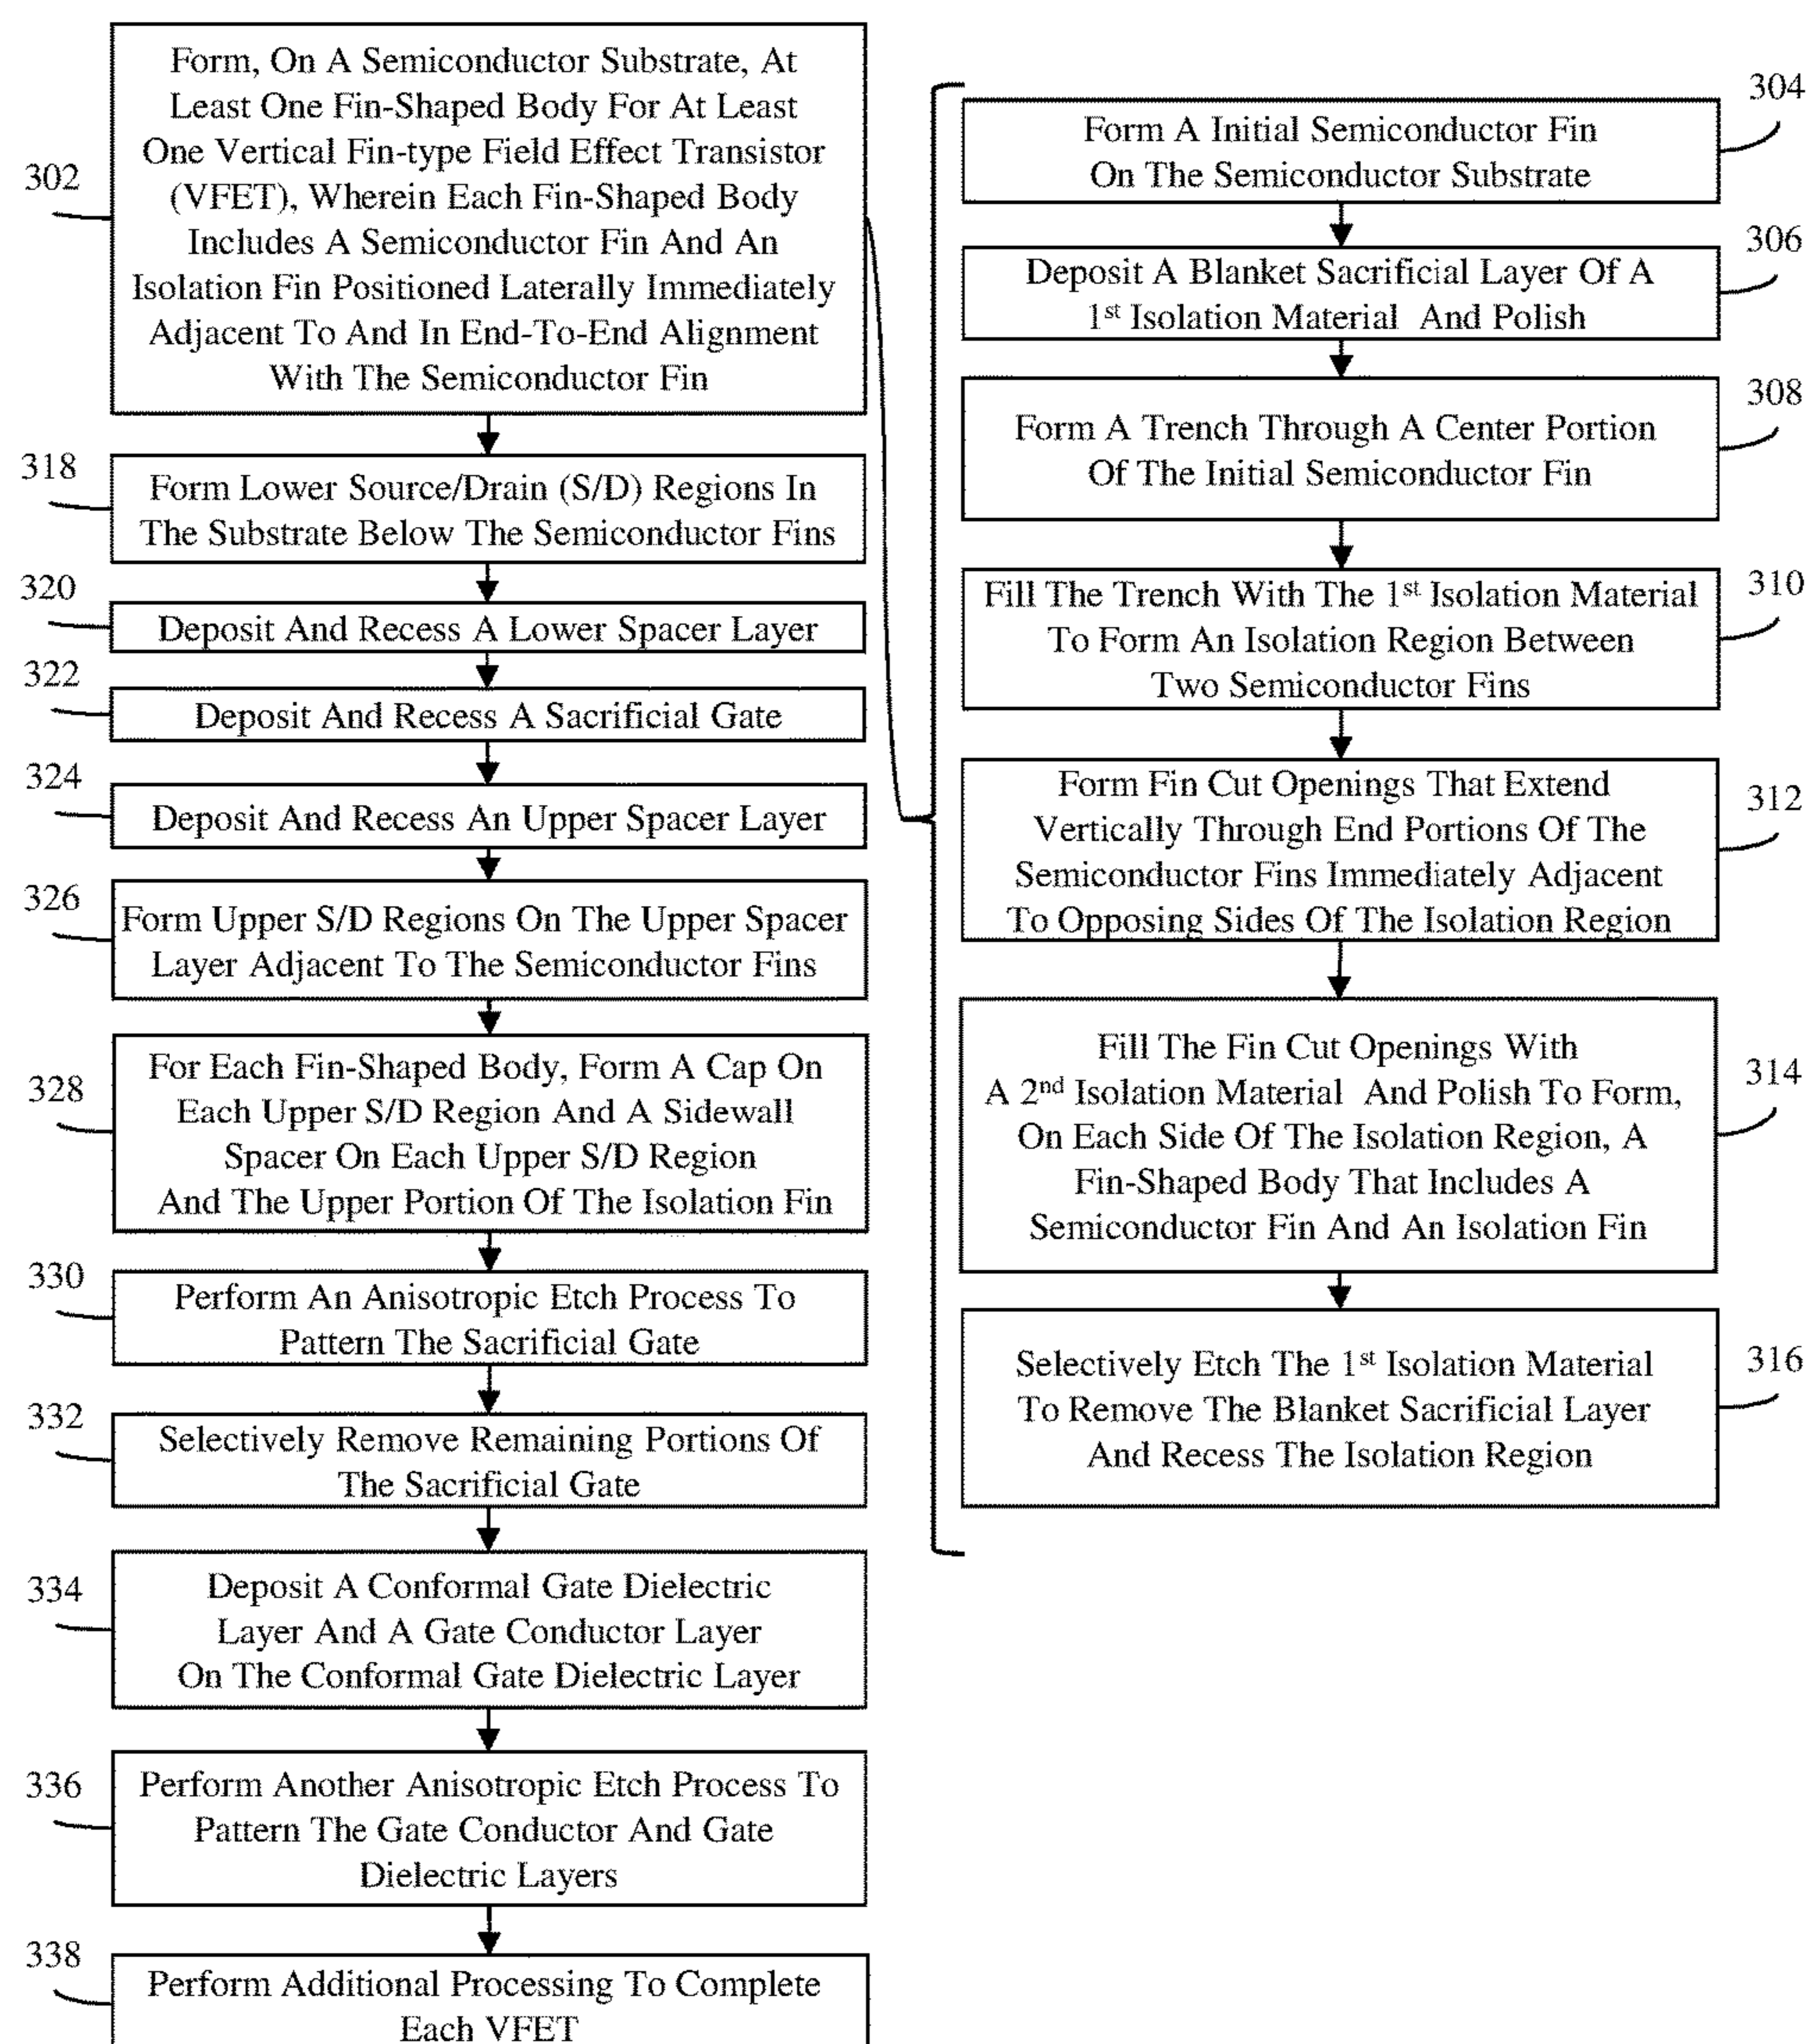 302
Form, On A Semiconductor Substrate, At
Least One Fin-Shaped Body For At Least
One Vertical Fin-type Field Effect Transistor
(VFET), Wherein Each Fin-Shaped Body
Includes A Semiconductor Fin And An
Isolation Fin Positioned Laterally Immediately
Adjacent To And In End-To-End Alignment
With The Semiconductor Fin
318
Form Lower Source/Drain (S/D) Regions In
The Substrate Below The Semiconductor Fins
320
Deposit And Recess A Lower Spacer Layer
322
Deposit And Recess A Sacrificial Gate
324
Deposit And Recess An Upper Spacer Layer
326
Form Upper S/D Regions On The Upper Spacer
Layer Adjacent To The Semiconductor Fins
328
For Each Fin-Shaped Body, Form A Cap On
Each Upper S/D Region And A Sidewall
Spacer On Each Upper S/D Region
And The Upper Portion Of The Isolation Fin
330
Perform An Anisotropic Etch Process To
Pattern The Sacrificial Gate
332
Selectively Remove Remaining Portions Of
The Sacrificial Gate
334
Deposit A Conformal Gate Dielectric
Layer And A Gate Conductor Layer
On The Conformal Gate Dielectric Layer
336
Perform Another Anisotropic Etch Process To
Pattern The Gate Conductor And Gate
Dielectric Layers
338
Perform Additional Processing To Complete
Each VFET
304
Form A Initial Semiconductor Fin
On The Semiconductor Substrate
306
Deposit A Blanket Sacrificial Layer Of A
1st Isolation Material And Polish
308
Form A Trench Through A Center Portion
Of The Initial Semiconductor Fin
310
Fill The Trench With The 1st Isolation Material
To Form An Isolation Region Between
Two Semiconductor Fins
312
Form Fin Cut Openings That Extend
Vertically Through End Portions Of The
Semiconductor Fins Immediately Adjacent
To Opposing Sides Of The Isolation Region
314
Fill The Fin Cut Openings With
A 2nd Isolation Material And Polish To Form,
On Each Side Of The Isolation Region, A
Fin-Shaped Body That Includes A
Semiconductor Fin And An Isolation Fin
316
Selectively Etch The 1st Isolation Material
To Remove The Blanket Sacrificial Layer
And Recess The Isolation Region